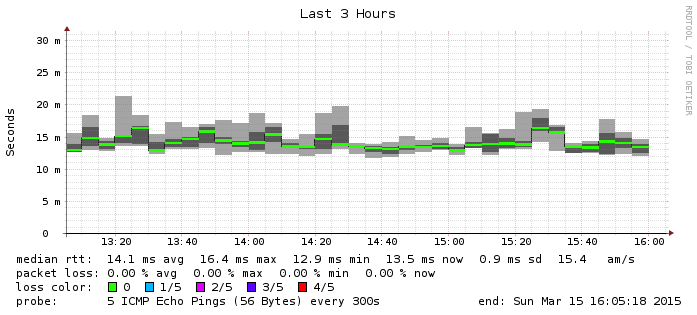 Last 3 Hours
RRDTOOL / TOBI OETIKER
Seconds
30 m
25 m
20 m
15 m
10 m
5 m
0
13:20 13:40 14:00 14:20 14:40 15:00 15:20 15:40 16:00
median rtt: 14.1 ms avg 16.4 ms max 12.9 ms min 13.5 ms now 0.9 ms sd 15.4 am/s
packet loss: 0.00 % avg 0.00 % max 0.00 % min 0.00 % now
loss color: 0 1/5 2/5 3/5 4/5
probe: 5 ICMP Echo Pings (56 Bytes) every 300s end: Sun Mar 15 16:05:18 2015